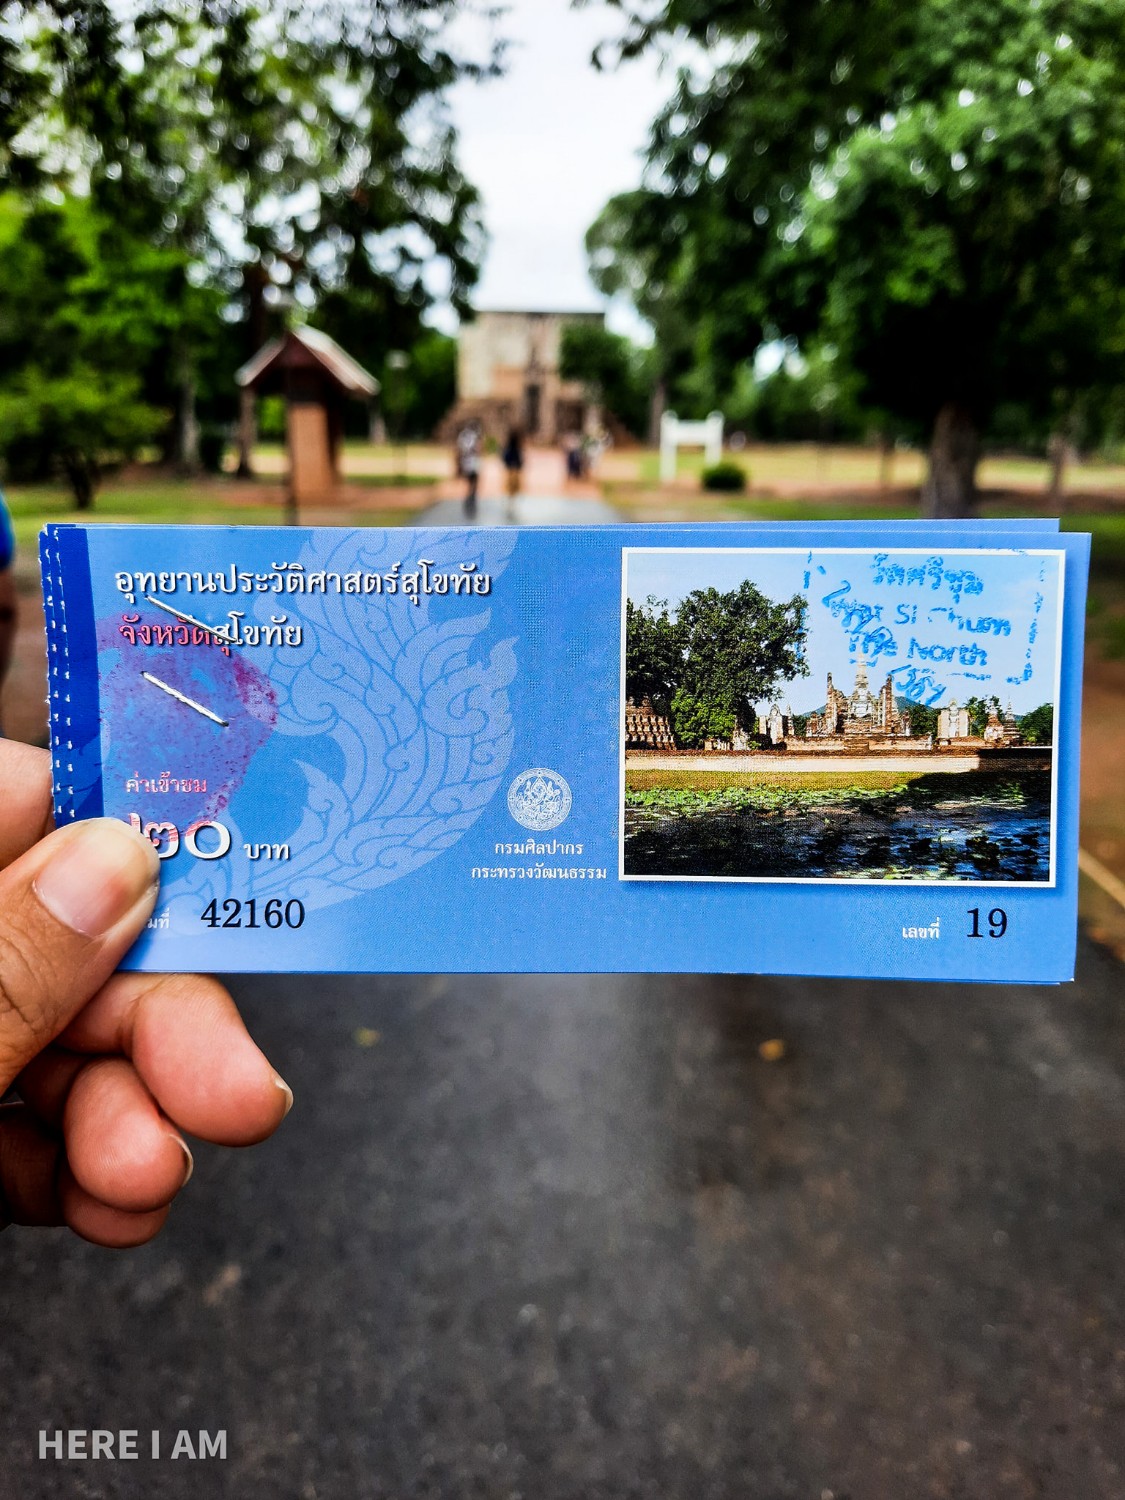 อุทยานประวัติศาสตร์สุโขทัย
จังหวัดสุโขทัย
ค่าเข้าชม
๒๐ บาท
42160
กรมศิลปากร
กระทรวงวัฒนธรรม
วัดศรีชุม
Wat Si Chum
The North
เลขที่ 19
HERE I AM